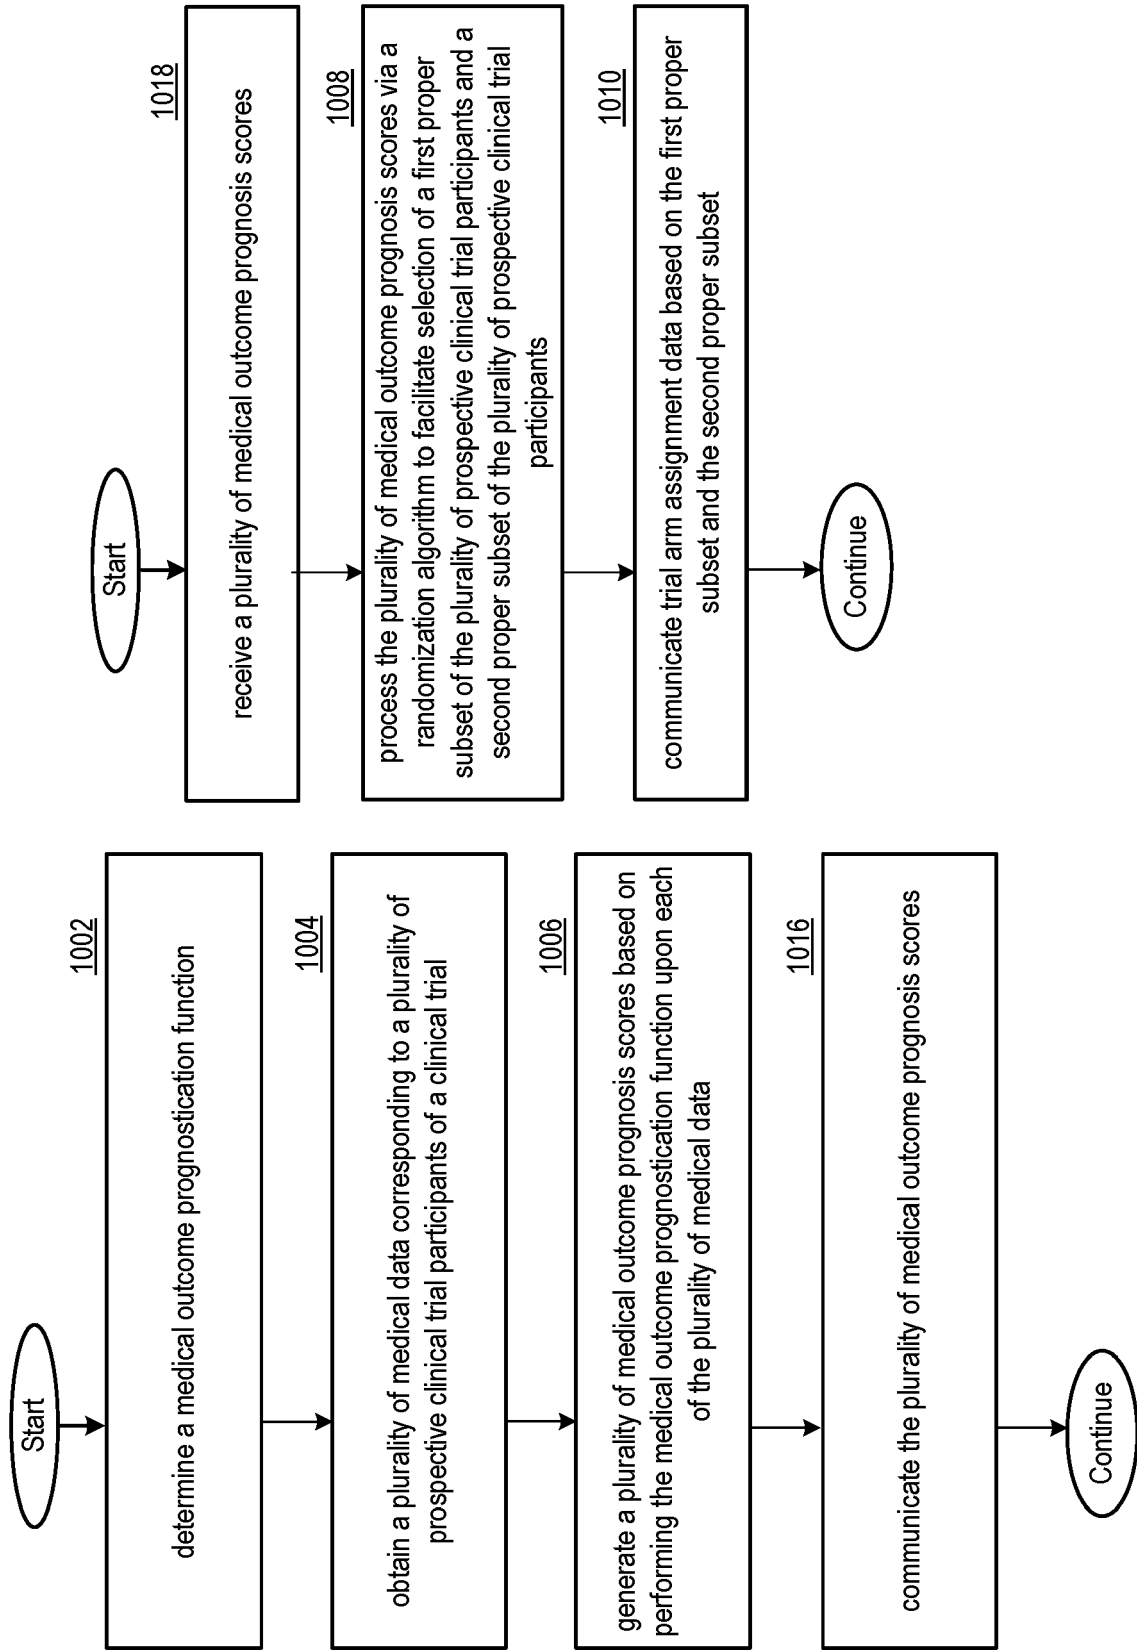 Start
1002
determine a medical outcome prognostication function
1004
obtain a plurality of medical data corresponding to a plurality of
prospective clinical trial participants of a clinical trial
1006
generate a plurality of medical outcome prognosis scores based on
performing the medical outcome prognostication function upon each
of the plurality of medical data
1016
communicate the plurality of medical outcome prognosis scores
Continue
Start
1018
receive a plurality of medical outcome prognosis scores
1008
process the plurality of medical outcome prognosis scores via a
randomization algorithm to facilitate selection of a first proper
subset of the plurality of prospective clinical trial participants and a
second proper subset of the plurality of prospective clinical trial
participants
1010
communicate trial arm assignment data based on the first proper
subset and the second proper subset
Continue